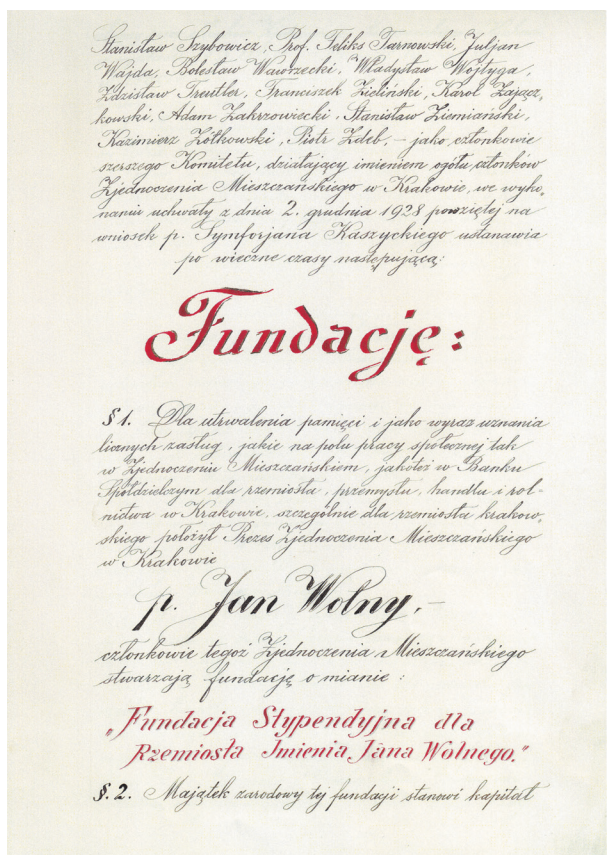 Stanisław Szybowicz, Prof. Feliks Tarnowski, Juljan
Wajda, Bolesław Wawrzecki, Władysław Wojtyga,
Zdzisław Treutler, Franciszek Zieliński, Karol Zającz,
kowski, Adam Zakrzowiecki, Stanisław Ziemiański,
Kazimierz Żółkowski, Piotr Zdeb, — jako członkowie
szerszego Komitetu, działający imieniem ogółu członków
Zjednoczenia Mieszczańskiego w Krakowie, we wyko,
naniu uchwały z dnia 2. grudnia 1928 powziętej na
wniosek p. Symforjana Kaszyckiego ustanawia
po wieczne czasy następującą:
Fundację:
§ 1. Dla utrwalenia pamięci i jako wyraz uznania
licznych zasług, jakie na polu pracy społecznej tak
w Zjednoczeniu Mieszczańskiem, jakoteż w Banku
Spółdzielczym dla rzemiosła, przemysłu, handlu i rol-
nictwa w Krakowie, szczególnie dla rzemiosła krakow,
skiego położył Prezes Zjednoczenia Mieszczańskiego
w Krakowie
p. Jan Wolny, —
członkowie tegoż Zjednoczenia Mieszczańskiego
stwarzają fundację o mianie:
„Fundacja Stypendyjna dla
Rzemiosła Imienia Jana Wolnego."
§. 2. Majątek zarodowy tej fundacji stanowi kapitał